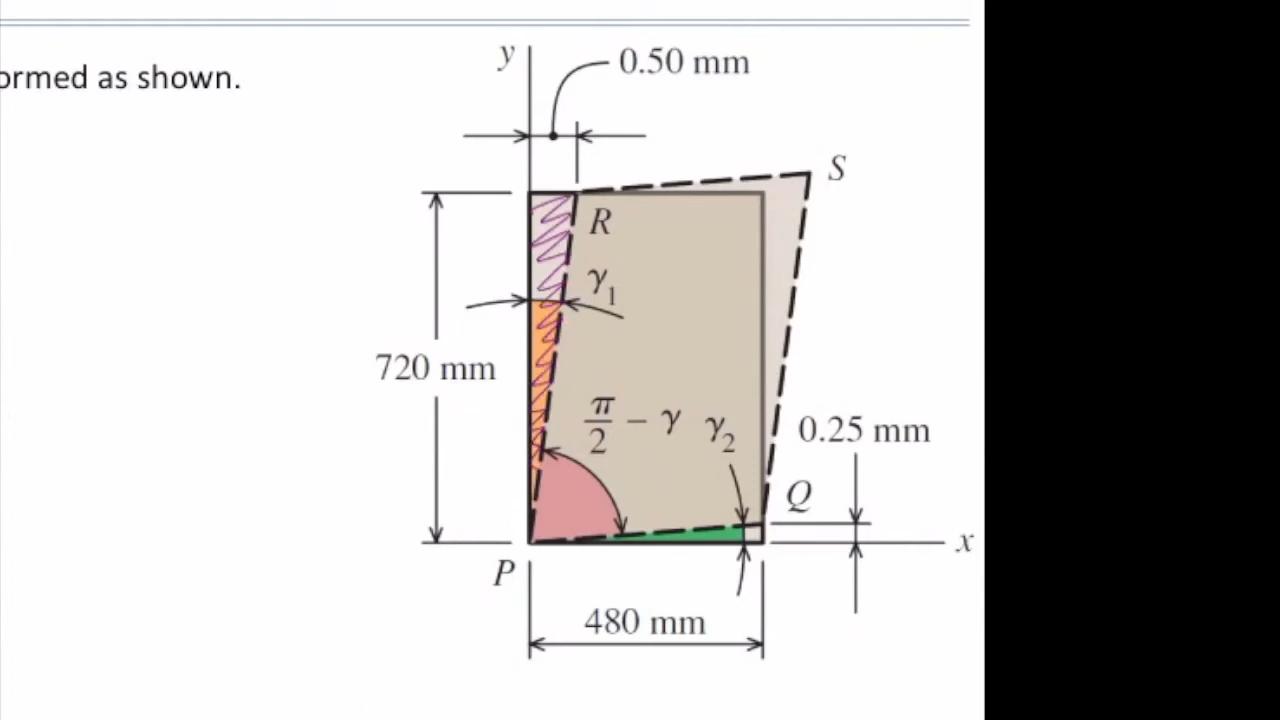 ormed as shown.
y
0.50 mm
S
R
γ1
720 mm
π/2 − γ
γ2
0.25 mm
Q
x
P
480 mm